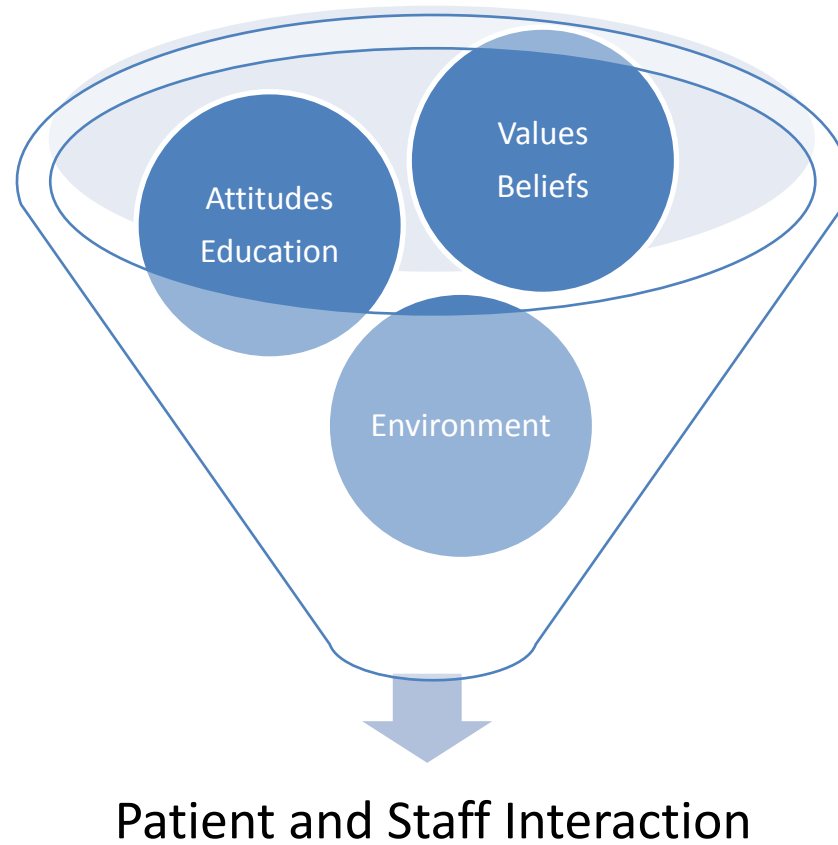 Values
Beliefs
Attitudes
Education
Environment
Patient and Staff Interaction